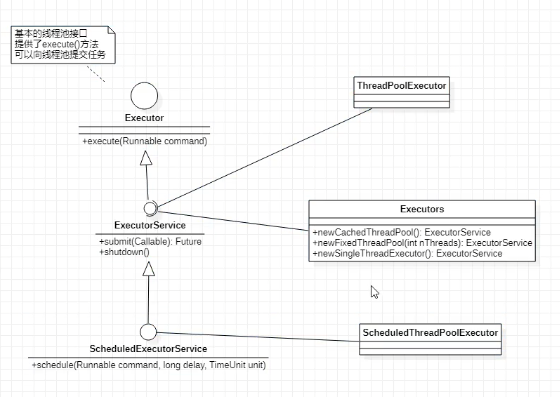 基本的线程池接口
提供了execute()方法
可以向线程池提交任务
ThreadPoolExecutor
Executor
+execute(Runnable command)
Executors
+newCachedThreadPool(): ExecutorService
+newFixedThreadPool(int nThreads): ExecutorService
+newSingleThreadExecutor(): ExecutorService
ExecutorService
+submit(Callable): Future
+shutdown()
ScheduledThreadPoolExecutor
ScheduledExecutorService
+schedule(Runnable command, long delay, TimeUnit unit)